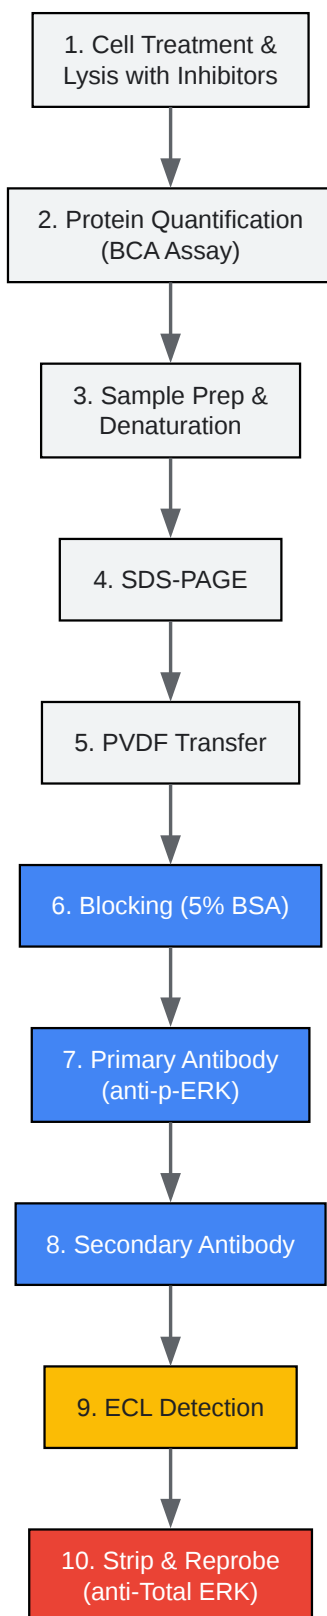 1. Cell Treatment &
Lysis with Inhibitors
2. Protein Quantification
(BCA Assay)
3. Sample Prep &
Denaturation
4. SDS-PAGE
5. PVDF Transfer
6. Blocking (5% BSA)
7. Primary Antibody
(anti-p-ERK)
8. Secondary Antibody
9. ECL Detection
10. Strip & Reprobe
(anti-Total ERK)